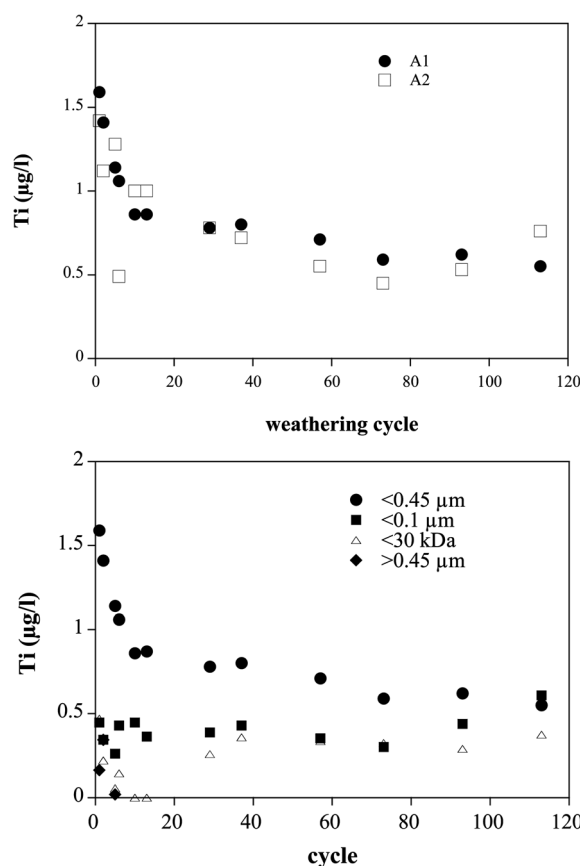 2
A1
A2
1.5
1
0.5
0
0 20 40 60 80 100 120
Ti (µg/l)
weathering cycle
2
<0.45 µm
<0.1 µm
<30 kDa
>0.45 µm
1.5
1
0.5
0
0 20 40 60 80 100 120
Ti (µg/l)
cycle